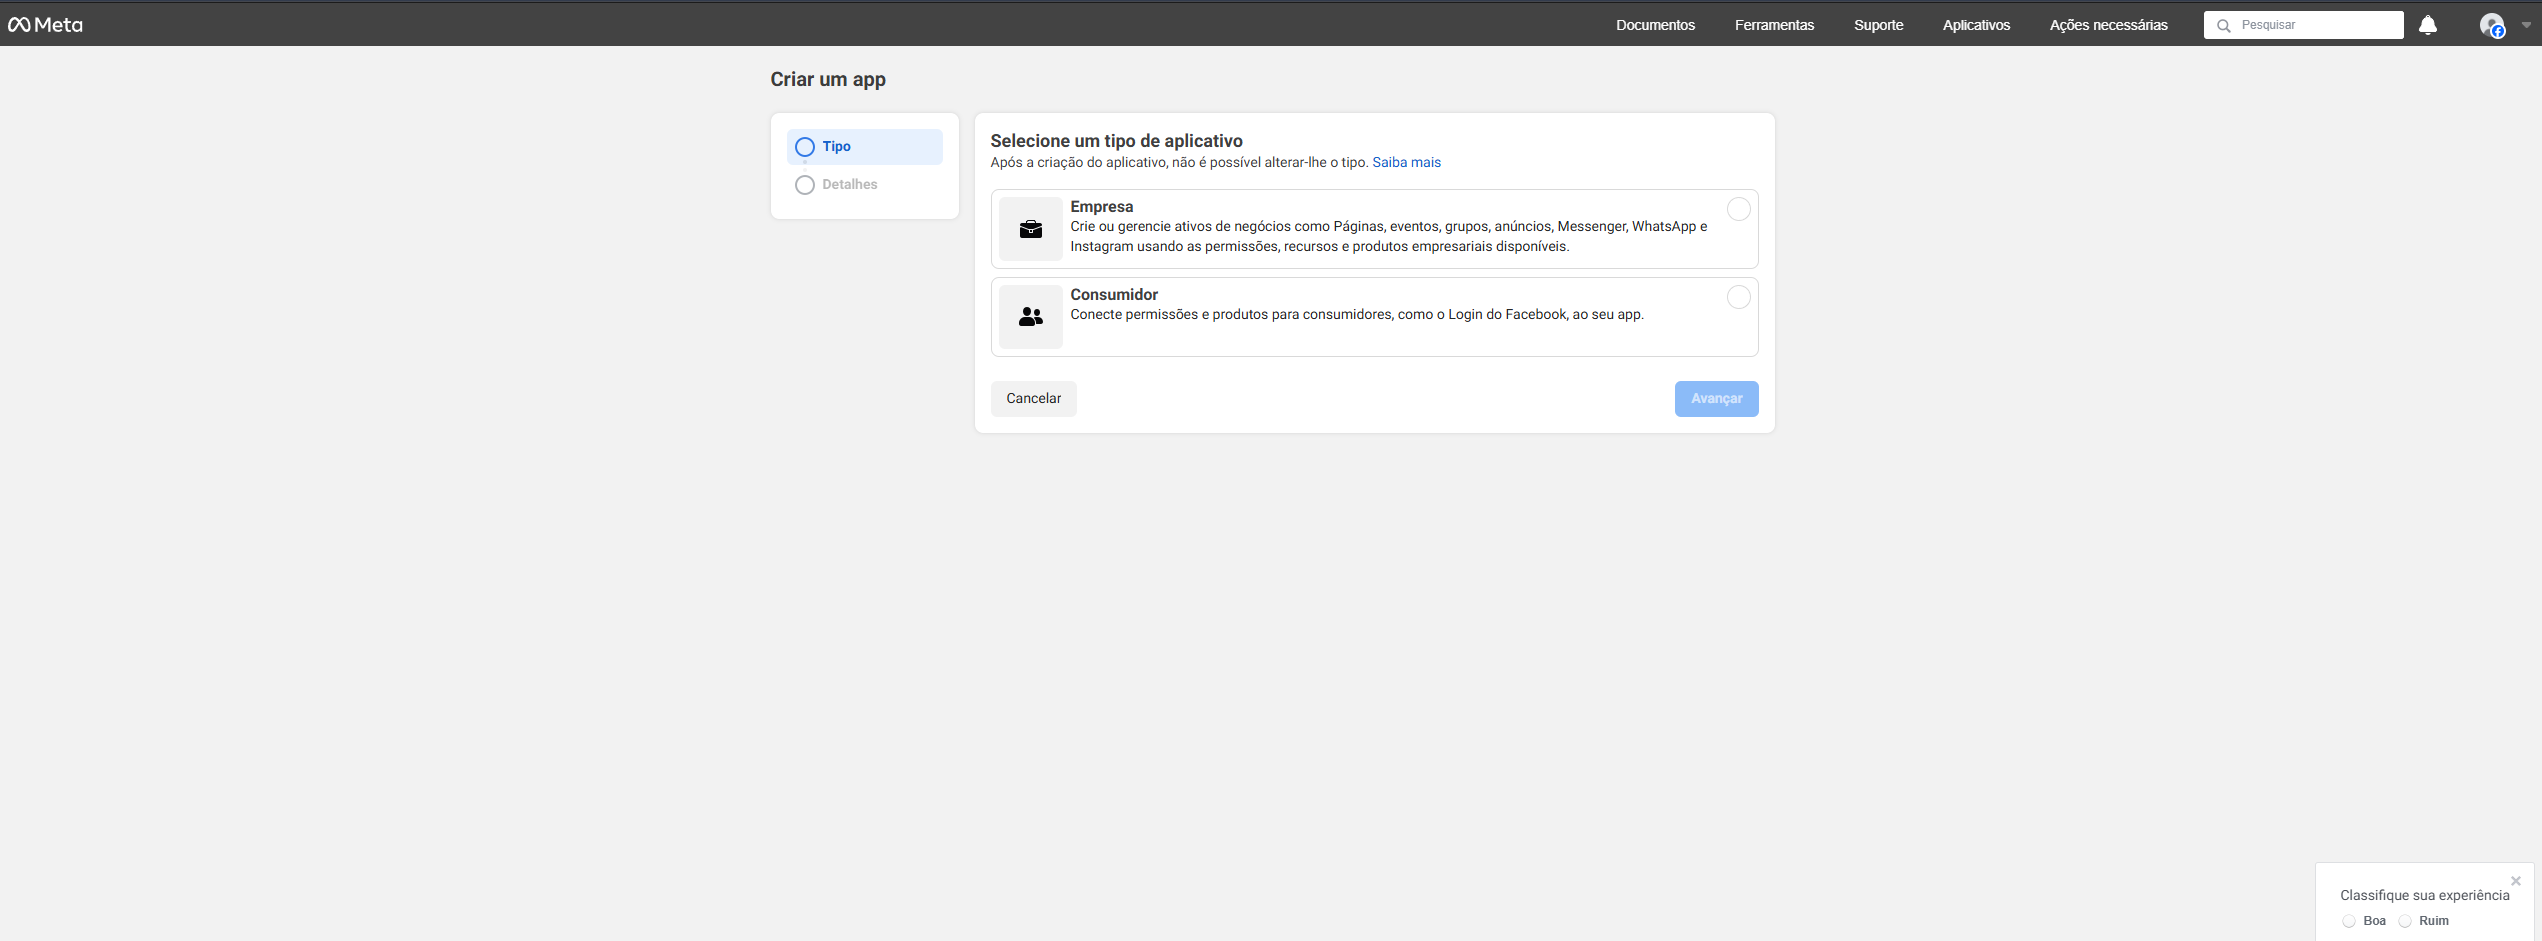 Meta
Documentos
Ferramentas
Suporte
Aplicativos
Ações necessárias
Pesquisar
Criar um app
Tipo
Detalhes
Selecione um tipo de aplicativo
Após a criação do aplicativo, não é possível alterar-lhe o tipo. Saiba mais
Empresa
Crie ou gerencie ativos de negócios como Páginas, eventos, grupos, anúncios, Messenger, WhatsApp e
Instagram usando as permissões, recursos e produtos empresariais disponíveis.
Consumidor
Conecte permissões e produtos para consumidores, como o Login do Facebook, ao seu app.
Cancelar
Avançar
Classifique sua experiência
Boa
Ruim